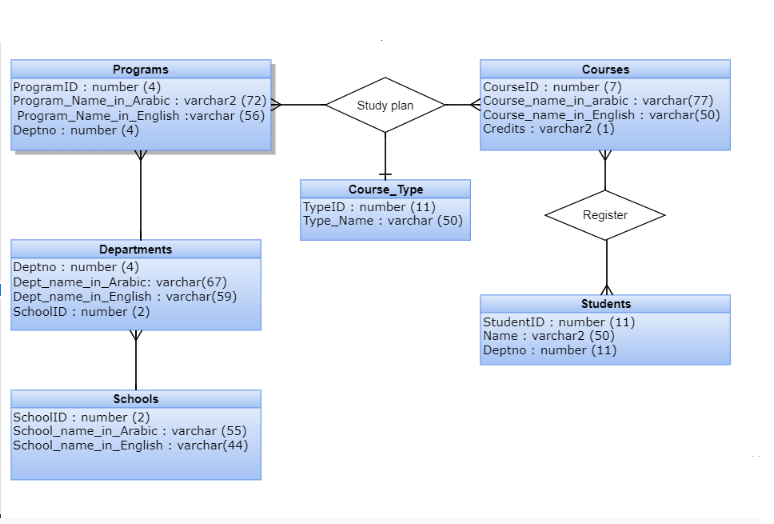 Programs
ProgramID : number (4)
Program_Name_in_Arabic : varchar2 (72)
Program_Name_in_English :varchar (56)
Deptno : number (4)
Study plan
Courses
CourseID : number (7)
Course_name_in_arabic : varchar(77)
Course_name_in_English : varchar(50)
Credits : varchar2 (1)
Course_Type
TypeID : number (11)
Type_Name : varchar (50)
Register
Departments
Deptno : number (4)
Dept_name_in_Arabic: varchar(67)
Dept_name_in_English : varchar(59)
SchoolID : number (2)
Students
StudentID : number (11)
Name : varchar2 (50)
Deptno : number (11)
Schools
SchoolID : number (2)
School_name_in_Arabic : varchar (55)
School_name_in_English : varchar(44)